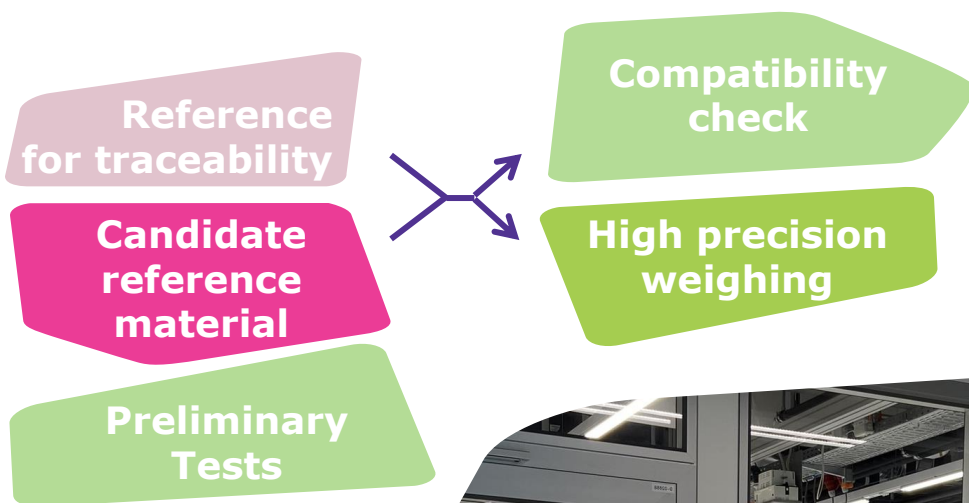 Reference
for traceability
Candidate
reference
material
Preliminary
Tests
Compatibility
check
High precision
weighing